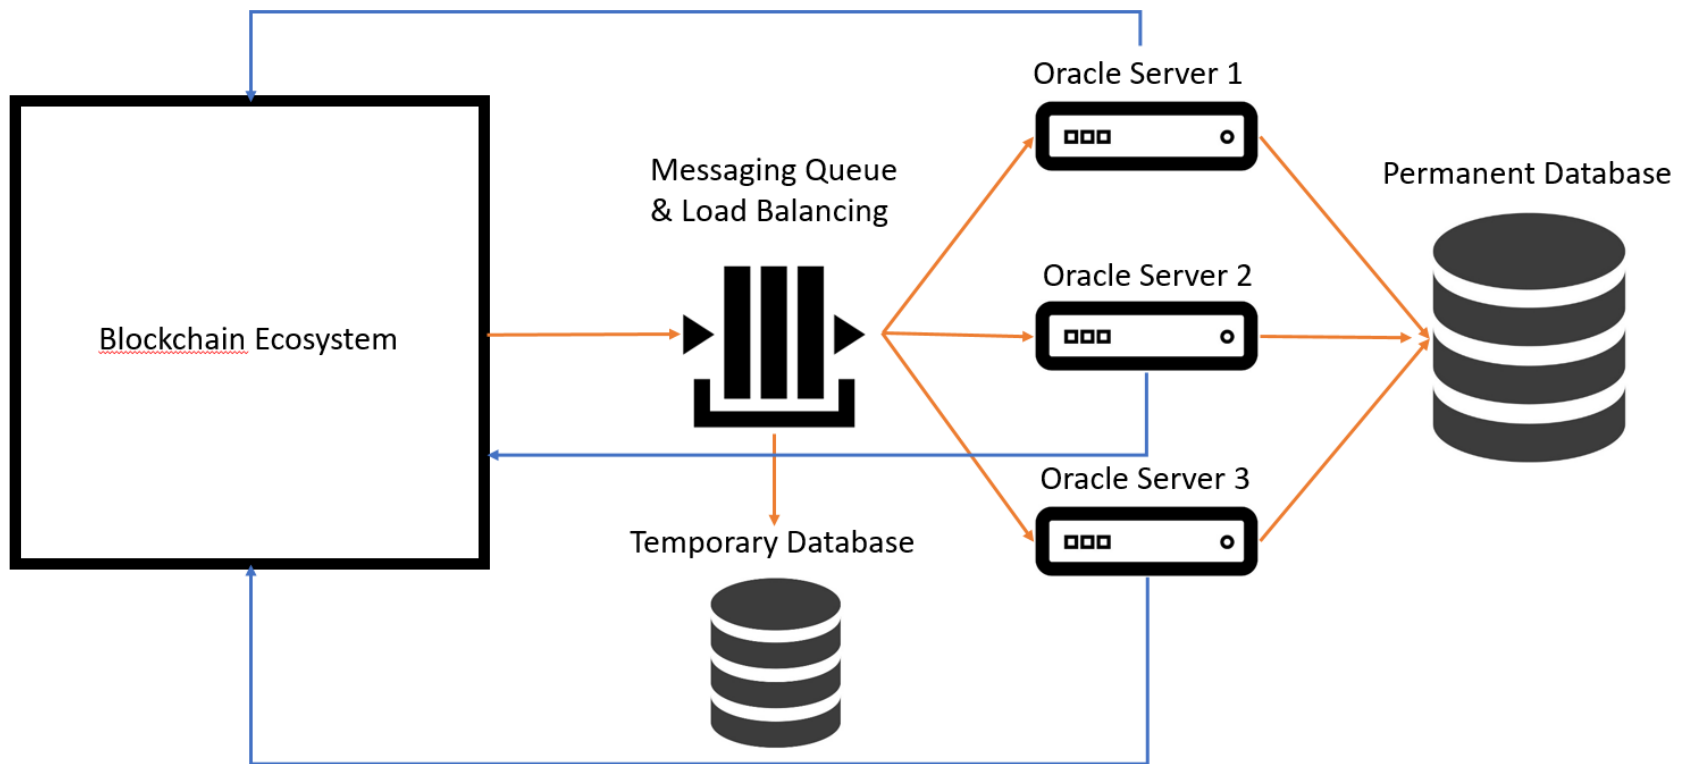 Oracle Server 1
Messaging Queue
& Load Balancing
Permanent Database
Oracle Server 2
Blockchain Ecosystem
Oracle Server 3
Temporary Database